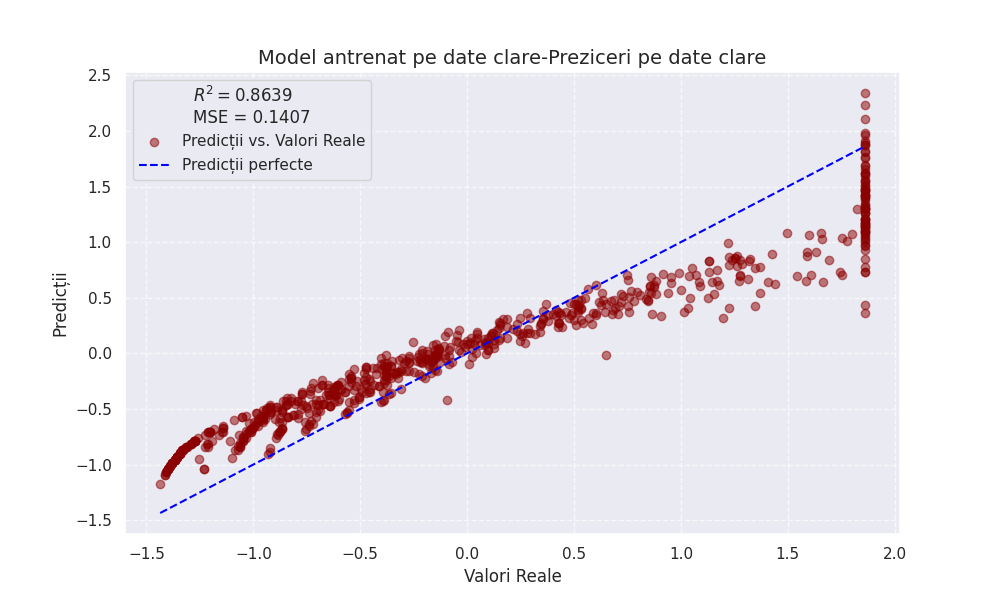 Model antrenat pe date clare-Preziceri pe date clare
R² = 0.8639
MSE = 0.1407
Predicții vs. Valori Reale
Predicții perfecte
2.5
2.0
1.5
1.0
0.5
0.0
−0.5
−1.0
−1.5
Predicții
−1.5
−1.0
−0.5
0.0
0.5
1.0
1.5
2.0
Valori Reale